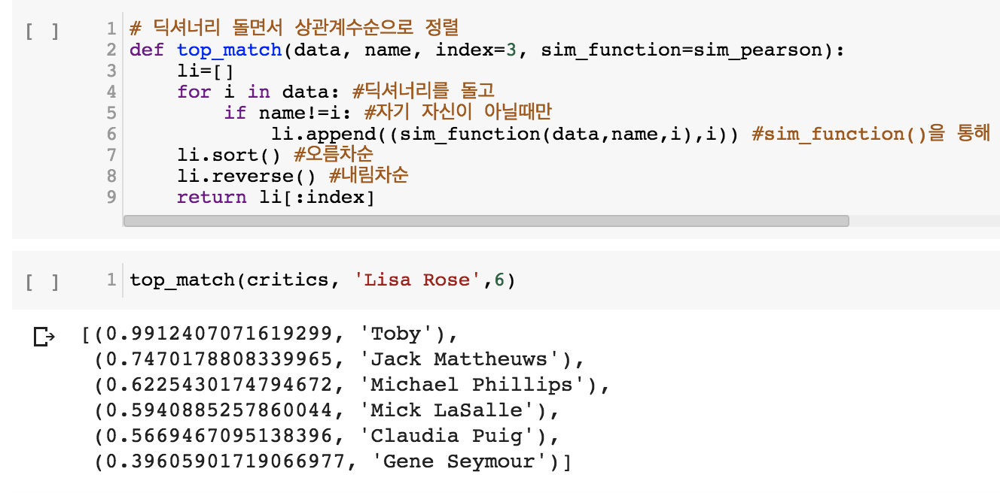 [ ] 1 # 딕셔너리 돌면서 상관계수순으로 정렬
2 def top_match(data, name, index=3, sim_function=sim_pearson):
3     li=[]
4     for i in data: #딕셔너리를 돌고
5         if name!=i: #자기 자신이 아닐때만
6             li.append((sim_function(data,name,i),i)) #sim_function()을 통해
7     li.sort() #오름차순
8     li.reverse() #내림차순
9     return li[:index]
[ ] 1 top_match(critics, 'Lisa Rose',6)
[(0.9912407071619299, 'Toby'),
(0.7470178808339965, 'Jack Mattheuws'),
(0.6225430174794672, 'Michael Phillips'),
(0.5940885257860044, 'Mick LaSalle'),
(0.5669467095138396, 'Claudia Puig'),
(0.39605901719066977, 'Gene Seymour')]